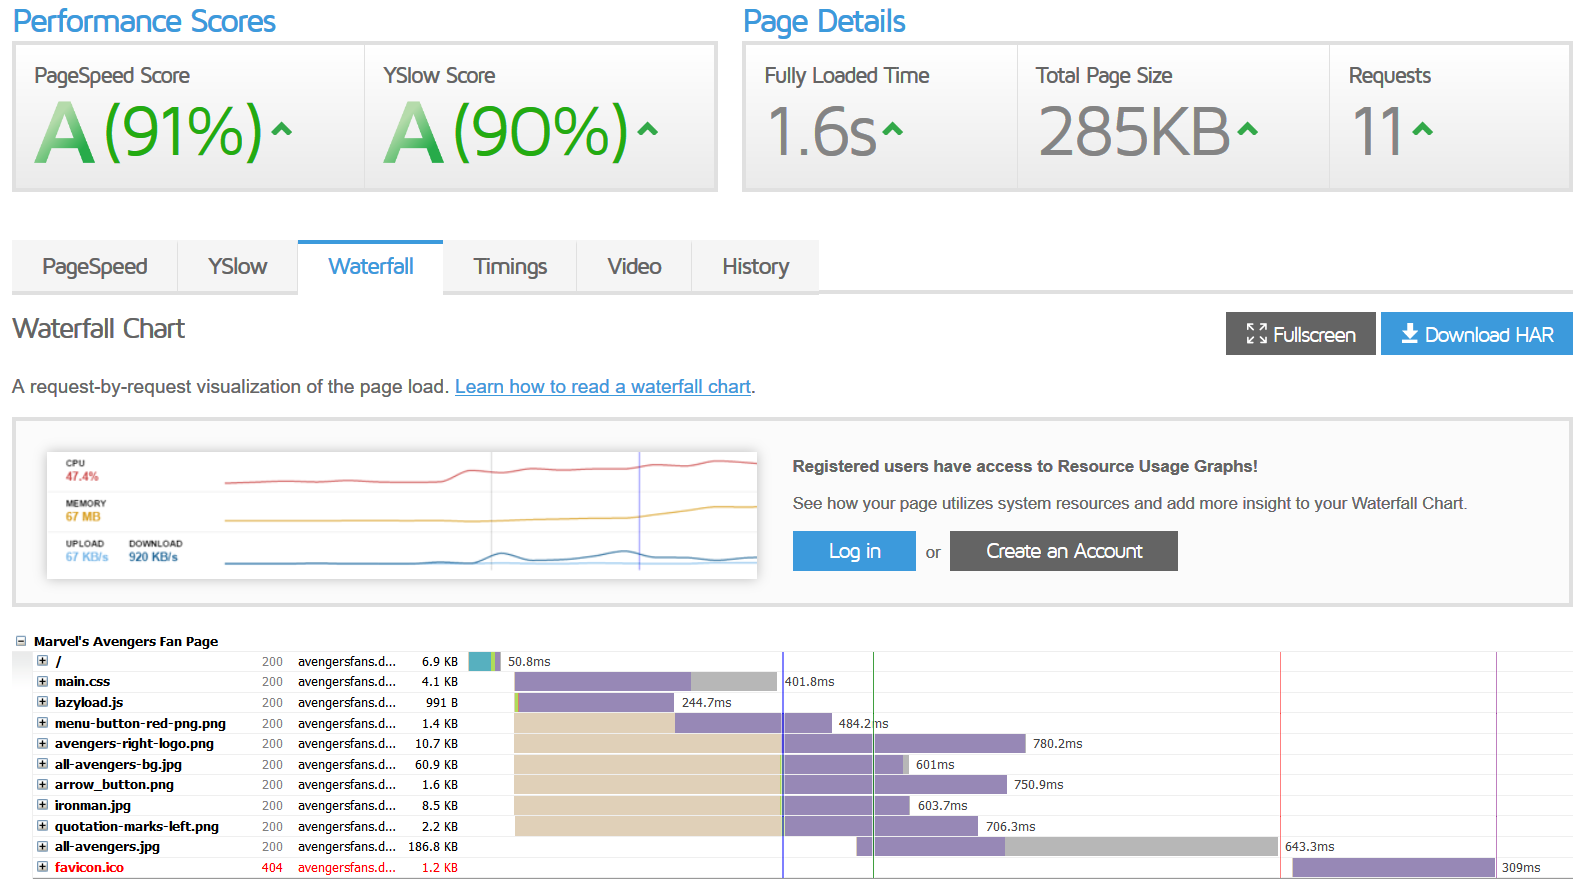 Performance Scores
Page Details
PageSpeed Score
YSlow Score
Fully Loaded Time
Total Page Size
Requests
A (91%)
A (90%)
1.6s
285KB
11
PageSpeed
YSlow
Waterfall
Timings
Video
History
Waterfall Chart
Fullscreen
Download HAR
A request-by-request visualization of the page load. Learn how to read a waterfall chart.
CPU
47.4%
MEMORY
67 MB
UPLOAD DOWNLOAD
67 KB/s 920 KB/s
Registered users have access to Resource Usage Graphs!
See how your page utilizes system resources and add more insight to your Waterfall Chart.
Log in or Create an Account
Marvel's Avengers Fan Page
/ 200 avengersfans.d... 6.9 KB 50.8ms
main.css 200 avengersfans.d... 4.1 KB 401.8ms
lazyload.js 200 avengersfans.d... 991 B 244.7ms
menu-button-red-png.png 200 avengersfans.d... 1.4 KB 484.2ms
avengers-right-logo.png 200 avengersfans.d... 10.7 KB 780.2ms
all-avengers-bg.jpg 200 avengersfans.d... 60.9 KB 601ms
arrow_button.png 200 avengersfans.d... 1.6 KB 750.9ms
ironman.jpg 200 avengersfans.d... 8.5 KB 603.7ms
quotation-marks-left.png 200 avengersfans.d... 2.2 KB 706.3ms
all-avengers.jpg 200 avengersfans.d... 186.8 KB 643.3ms
favicon.ico 404 avengersfans.d... 1.2 KB 309ms